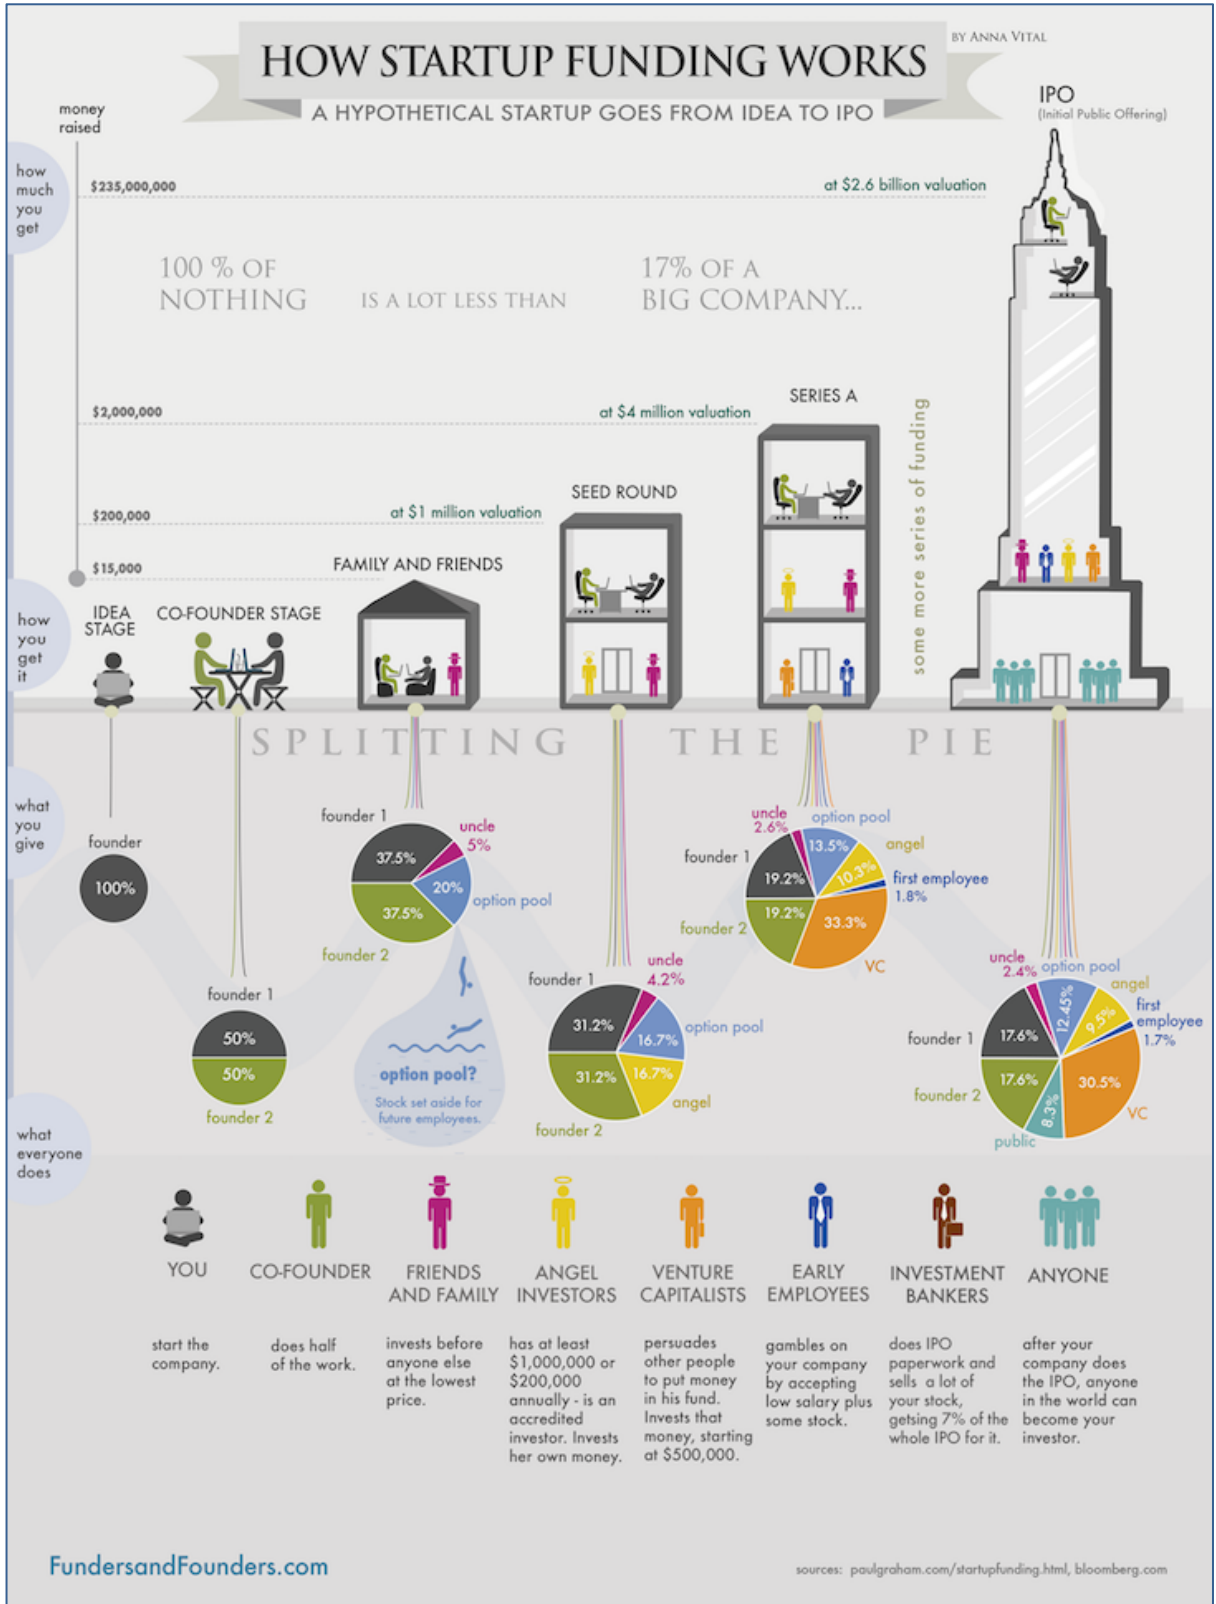 HOW STARTUP FUNDING WORKS
BY ANNA VITAL
A HYPOTHETICAL STARTUP GOES FROM IDEA TO IPO
IPO
(Initial Public Offering)
money
raised
how
much
you
get
$235,000,000
at $2.6 billion valuation
100 % OF
NOTHING
IS A LOT LESS THAN
17% OF A
BIG COMPANY...
$2,000,000
at $4 million valuation
SERIES A
some more series of funding
SEED ROUND
$200,000
at $1 million valuation
FAMILY AND FRIENDS
$15,000
how
you
get
it
IDEA
STAGE
CO-FOUNDER STAGE
SPLITTING THE PIE
what
you
give
founder
100%
founder 1
50%
50%
founder 2
founder 1
uncle
5%
37.5%
20%
option pool
37.5%
founder 2
option pool?
Stock set aside for
future employees.
founder 1
uncle
4.2%
31.2%
16.7%
option pool
31.2%
16.7%
angel
founder 2
uncle
2.6%
option pool
13.5%
angel
founder 1
19.2%
10.3%
first employee
1.8%
19.2%
33.3%
founder 2
VC
uncle
2.4%
option pool
12.45%
angel
9.5%
first
employee
1.7%
founder 1
17.6%
17.6%
30.5%
founder 2
8.3%
VC
public
what
everyone
does
YOU
start the
company.
CO-FOUNDER
does half
of the work.
FRIENDS
AND FAMILY
invests before
anyone else
at the lowest
price.
ANGEL
INVESTORS
has at least
$1,000,000 or
$200,000
annually - is an
accredited
investor. Invests
her own money.
VENTURE
CAPITALISTS
persuades
other people
to put money
in his fund.
Invests that
money, starting
at $500,000.
EARLY
EMPLOYEES
gambles on
your company
by accepting
low salary plus
some stock.
INVESTMENT
BANKERS
does IPO
paperwork and
sells a lot of
your stock,
getsing 7% of the
whole IPO for it.
ANYONE
after your
company does
the IPO, anyone
in the world can
become your
investor.
FundersandFounders.com
sources: paulgraham.com/startupfunding.html, bloomberg.com